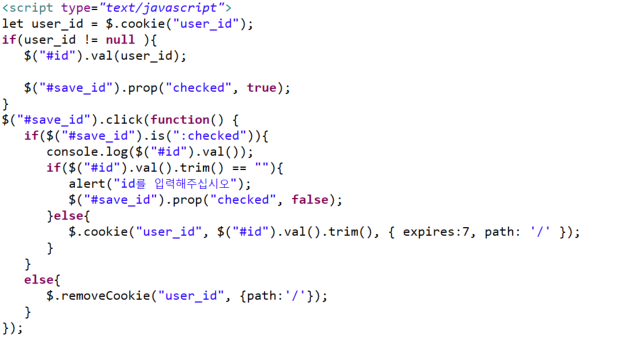 <script type="text/javascript">
let user_id = $.cookie("user_id");
if(user_id != null ){
   $("#id").val(user_id);

   $("#save_id").prop("checked", true);
}
$("#save_id").click(function() {
   if($("#save_id").is(":checked")){
      console.log($("#id").val());
      if($("#id").val().trim() == ""){
         alert("id를 입력해주십시오");
         $("#save_id").prop("checked", false);
      }else{
         $.cookie("user_id", $("#id").val().trim(), { expires:7, path: '/' });
      }
   }
   else{
      $.removeCookie("user_id", {path:'/'});
   }
});